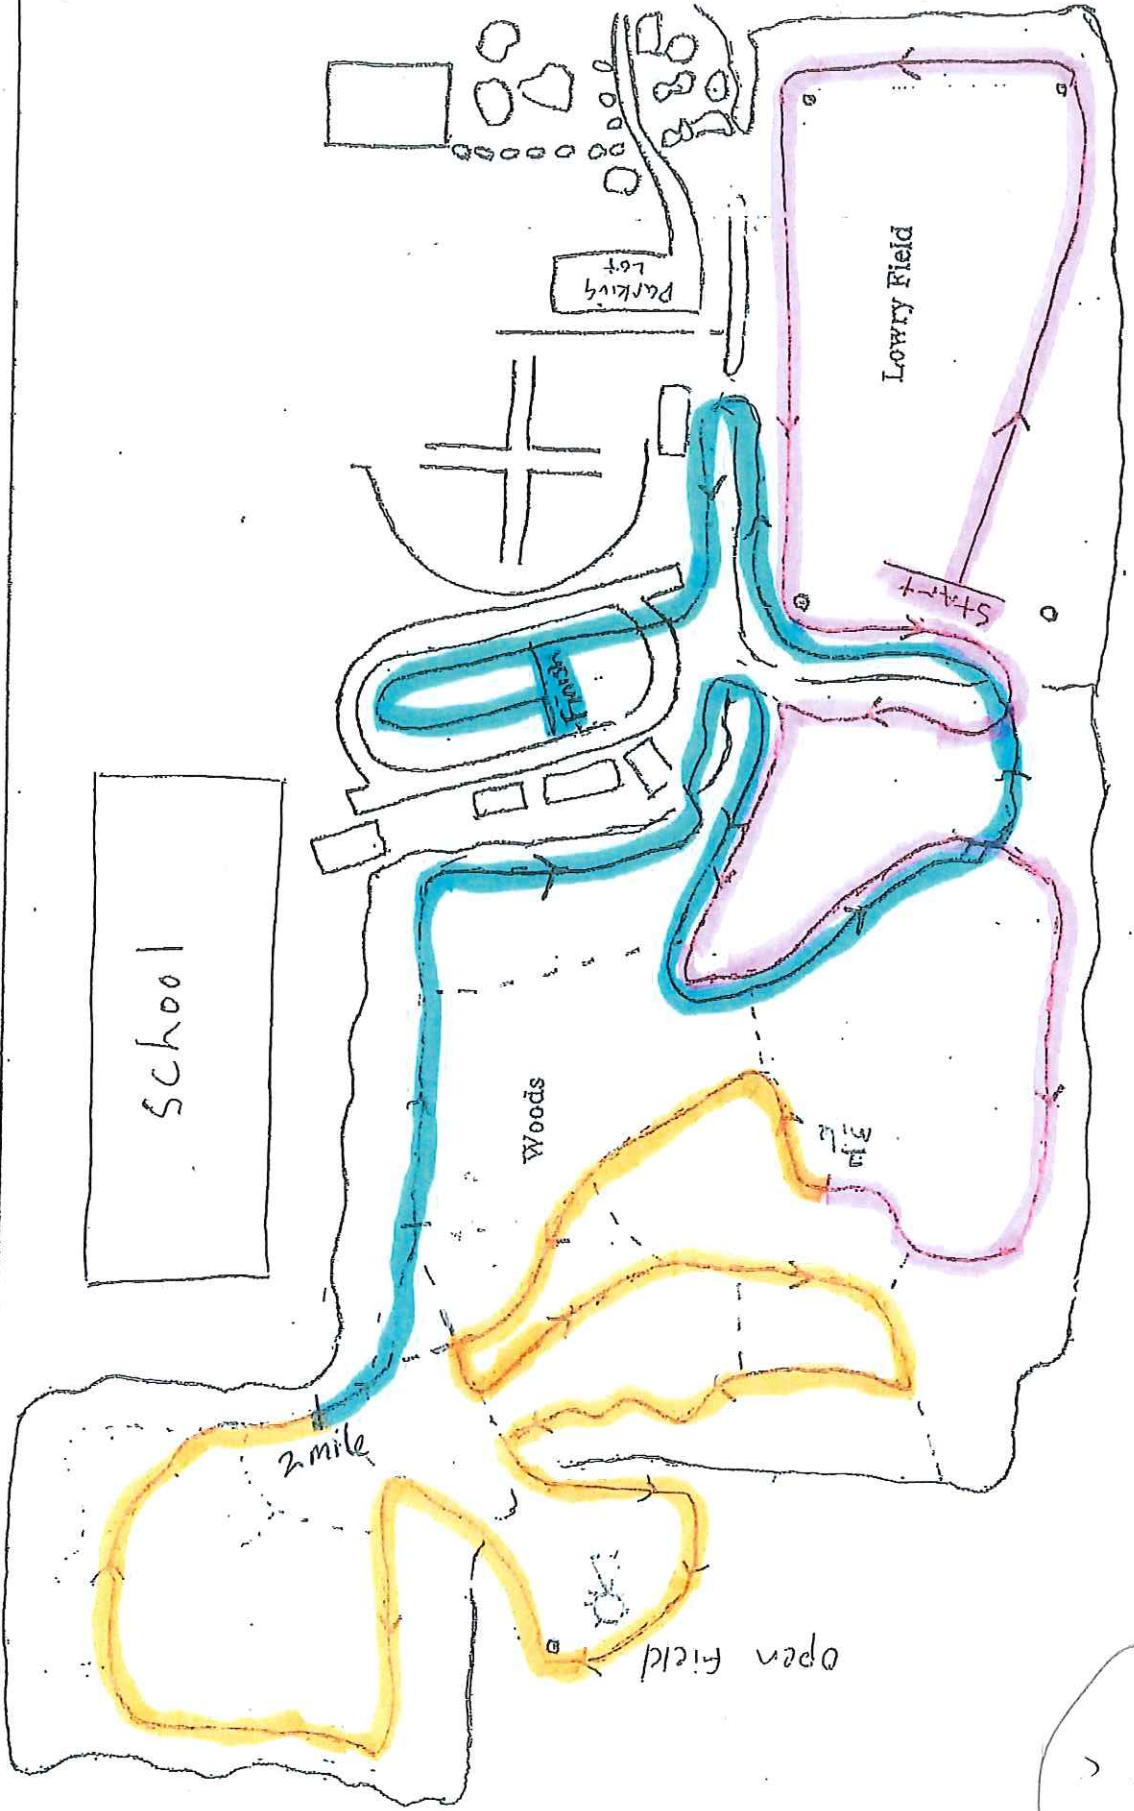 Parking
Lot
Lowry Field
Start
Finish
School
Woods
1 mile
2 mile
Open Field